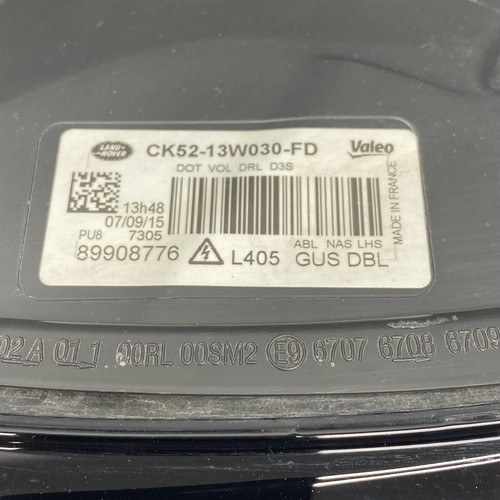 LAND ROVER CK52-13W030-FD Valeo
DOT VOL DRL D3S
13h48
07/09/15
PU8 7305
ABL NAS LHS
89908776 L405 GUS DBL
MADE IN FRANCE
02 A 01 1 00RL 00SM2 E9 6707 6708 6709